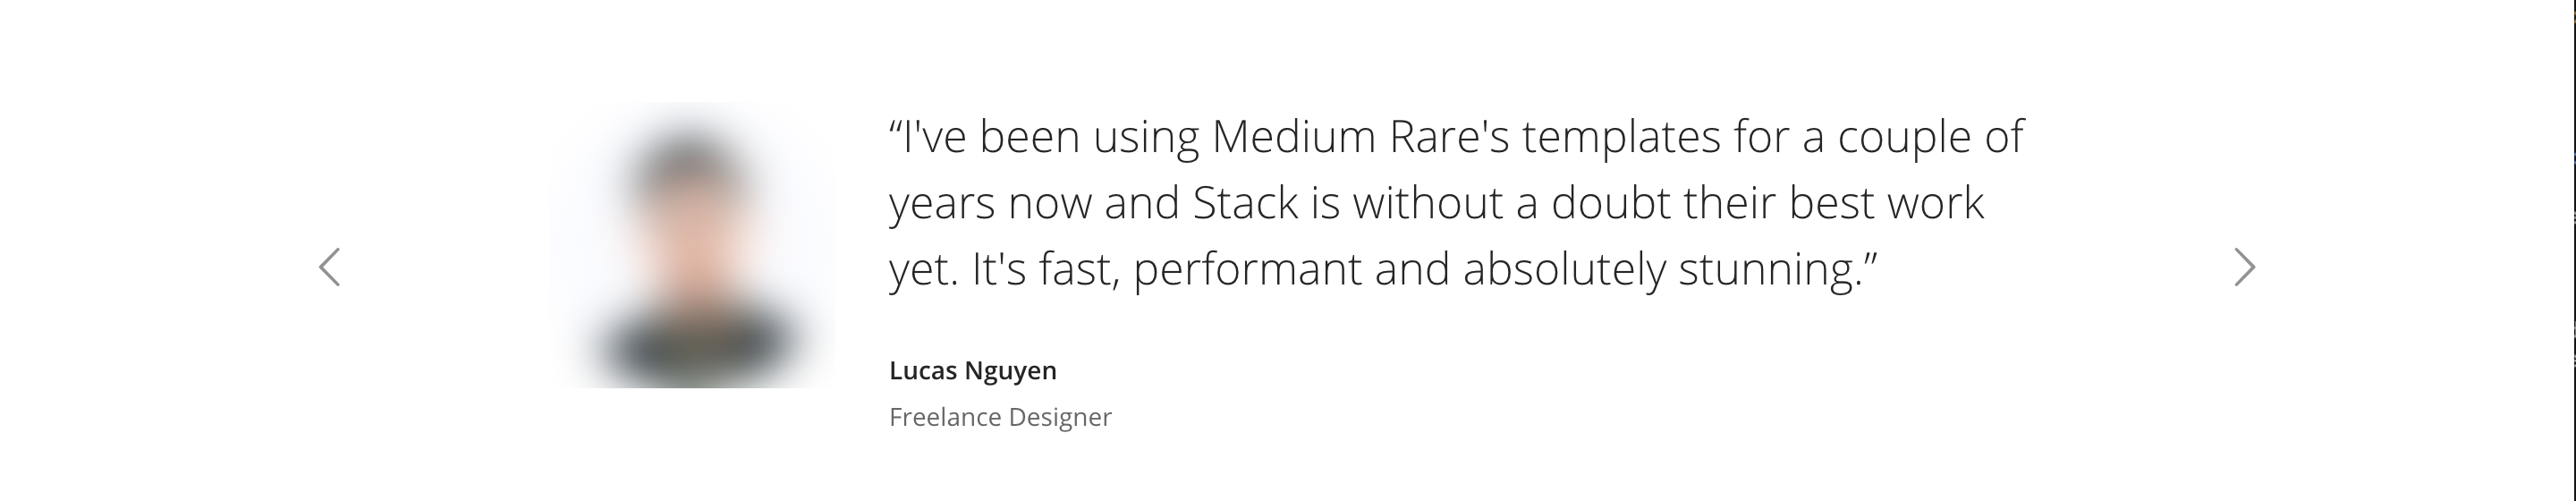 “I've been using Medium Rare's templates for a couple of
years now and Stack is without a doubt their best work
yet. It's fast, performant and absolutely stunning.”
Lucas Nguyen
Freelance Designer